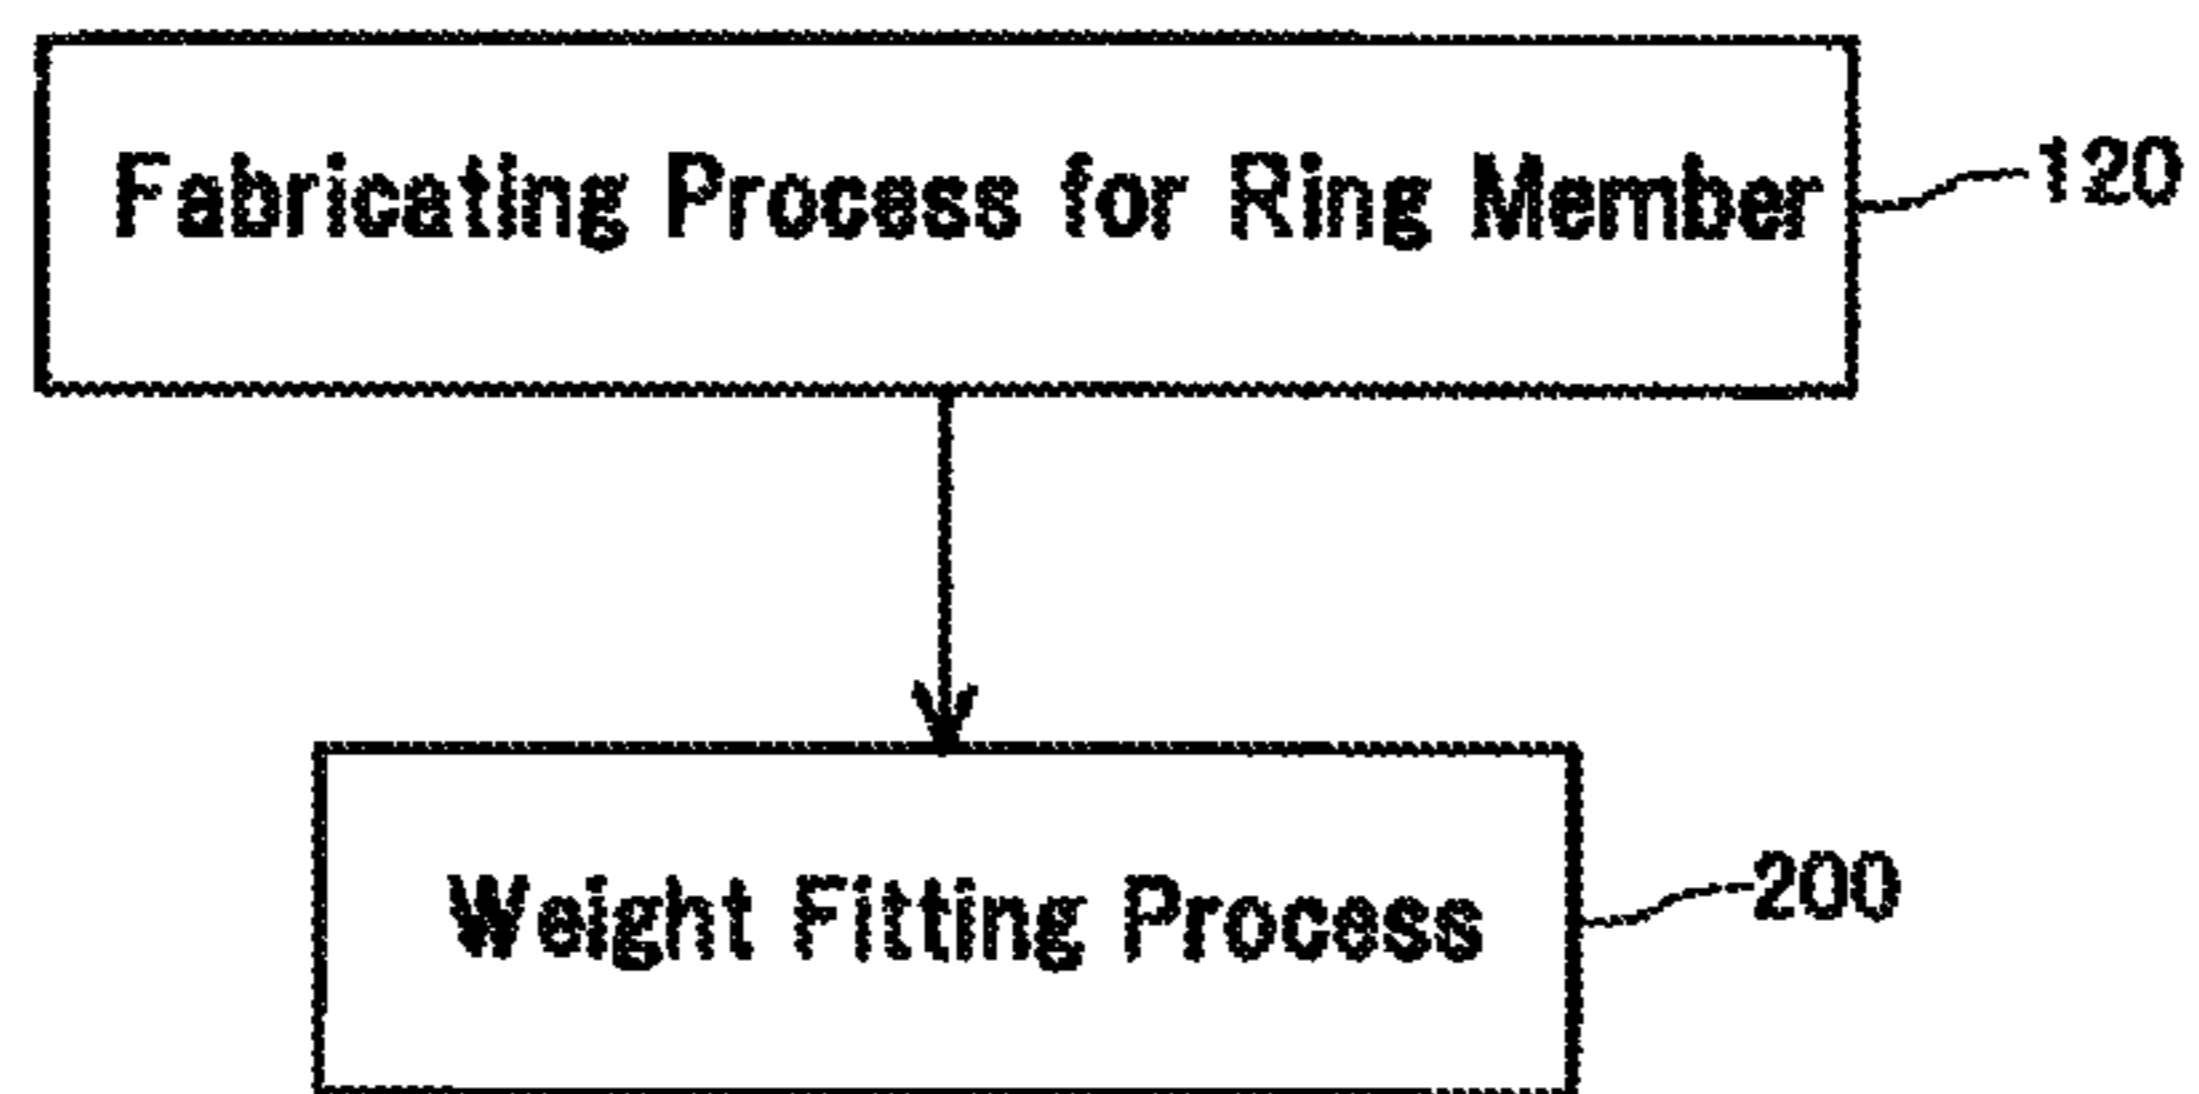 Fabricating Process for Ring Member
120
Weight Fitting Process
200